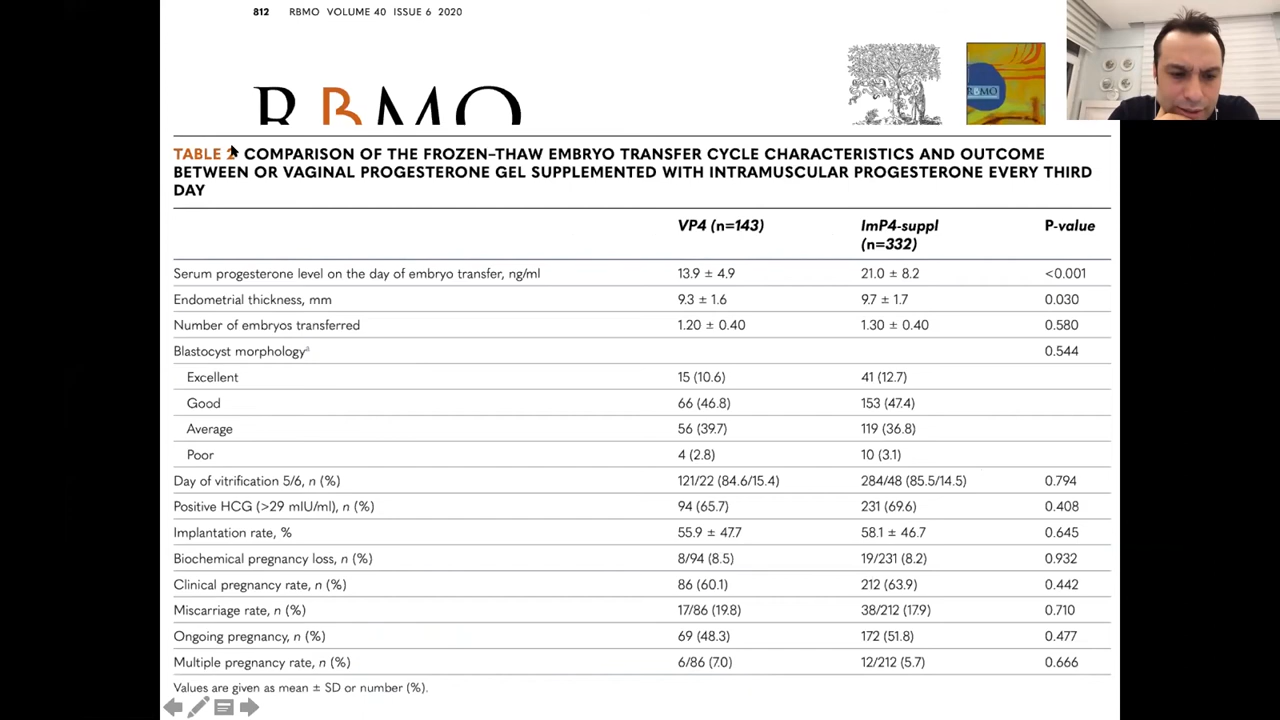 812 RBMO VOLUME 40 ISSUE 6 2020
RBMO
RBMO
TABLE 2 COMPARISON OF THE FROZEN–THAW EMBRYO TRANSFER CYCLE CHARACTERISTICS AND OUTCOME
BETWEEN OR VAGINAL PROGESTERONE GEL SUPPLEMENTED WITH INTRAMUSCULAR PROGESTERONE EVERY THIRD
DAY
VP4 (n=143) ImP4-suppl P-value
(n=332)
Serum progesterone level on the day of embryo transfer, ng/ml 13.9 ± 4.9 21.0 ± 8.2 <0.001
Endometrial thickness, mm 9.3 ± 1.6 9.7 ± 1.7 0.030
Number of embryos transferred 1.20 ± 0.40 1.30 ± 0.40 0.580
Blastocyst morphologyᵃ 0.544
Excellent 15 (10.6) 41 (12.7)
Good 66 (46.8) 153 (47.4)
Average 56 (39.7) 119 (36.8)
Poor 4 (2.8) 10 (3.1)
Day of vitrification 5/6, n (%) 121/22 (84.6/15.4) 284/48 (85.5/14.5) 0.794
Positive HCG (>29 mIU/ml), n (%) 94 (65.7) 231 (69.6) 0.408
Implantation rate, % 55.9 ± 47.7 58.1 ± 46.7 0.645
Biochemical pregnancy loss, n (%) 8/94 (8.5) 19/231 (8.2) 0.932
Clinical pregnancy rate, n (%) 86 (60.1) 212 (63.9) 0.442
Miscarriage rate, n (%) 17/86 (19.8) 38/212 (17.9) 0.710
Ongoing pregnancy, n (%) 69 (48.3) 172 (51.8) 0.477
Multiple pregnancy rate, n (%) 6/86 (7.0) 12/212 (5.7) 0.666
Values are given as mean ± SD or number (%).